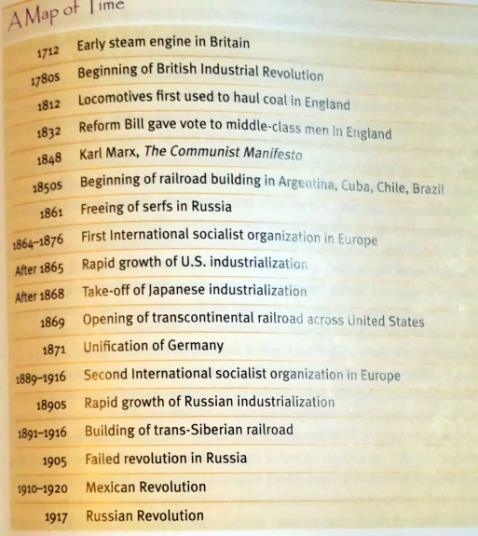 A Map of Time
1712 Early steam engine in Britain
1780s Beginning of British Industrial Revolution
1812 Locomotives first used to haul coal in England
1832 Reform Bill gave vote to middle-class men in England
1848 Karl Marx, The Communist Manifesto
1850s Beginning of railroad building in Argentina, Cuba, Chile, Brazil
1861 Freeing of serfs in Russia
1864–1876 First International socialist organization in Europe
After 1865 Rapid growth of U.S. industrialization
After 1868 Take-off of Japanese industrialization
1869 Opening of transcontinental railroad across United States
1871 Unification of Germany
1889–1916 Second International socialist organization in Europe
1890s Rapid growth of Russian industrialization
1891–1916 Building of trans-Siberian railroad
1905 Failed revolution in Russia
1910–1920 Mexican Revolution
1917 Russian Revolution